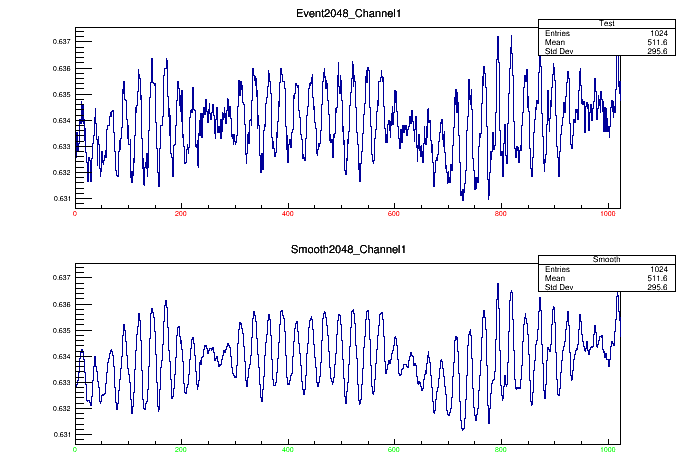 Event2048_Channel1
Test
Entries 1024
Mean 511.6
Std Dev 295.6
0.637
0.636
0.635
0.634
0.633
0.632
0.631
0 200 400 600 800 1000
Smooth2048_Channel1
Smooth
Entries 1024
Mean 511.6
Std Dev 295.6
0.637
0.636
0.635
0.634
0.633
0.632
0.631
0 200 400 600 800 1000